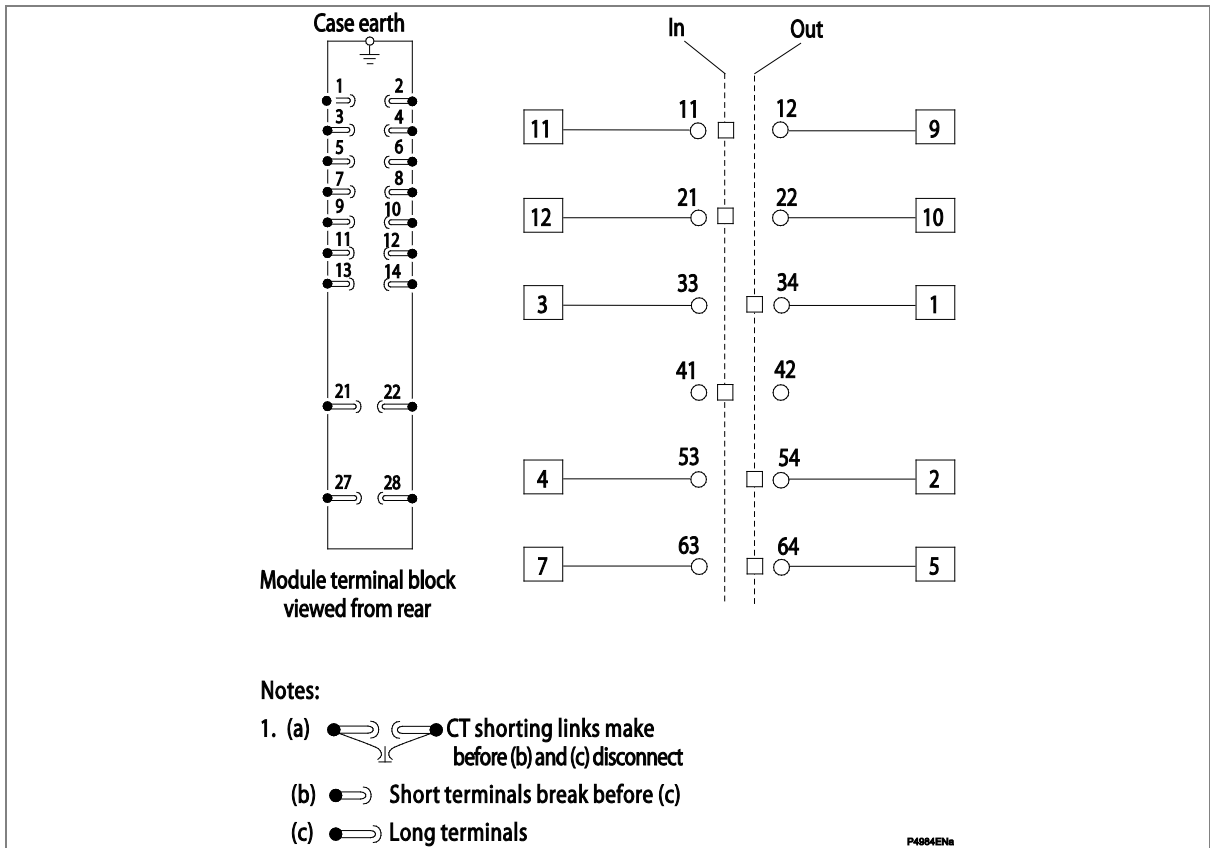 Case earth
1 2
3 4
5 6
7 8
9 10
11 12
13 14
21 22
27 28
Module terminal block
viewed from rear
In Out
11 11 12 9
12 21 22 10
3 33 34 1
41 42
4 53 54 2
7 63 64 5
Notes:
1. (a) CT shorting links make
before (b) and (c) disconnect
(b) Short terminals break before (c)
(c) Long terminals
P4984ENa